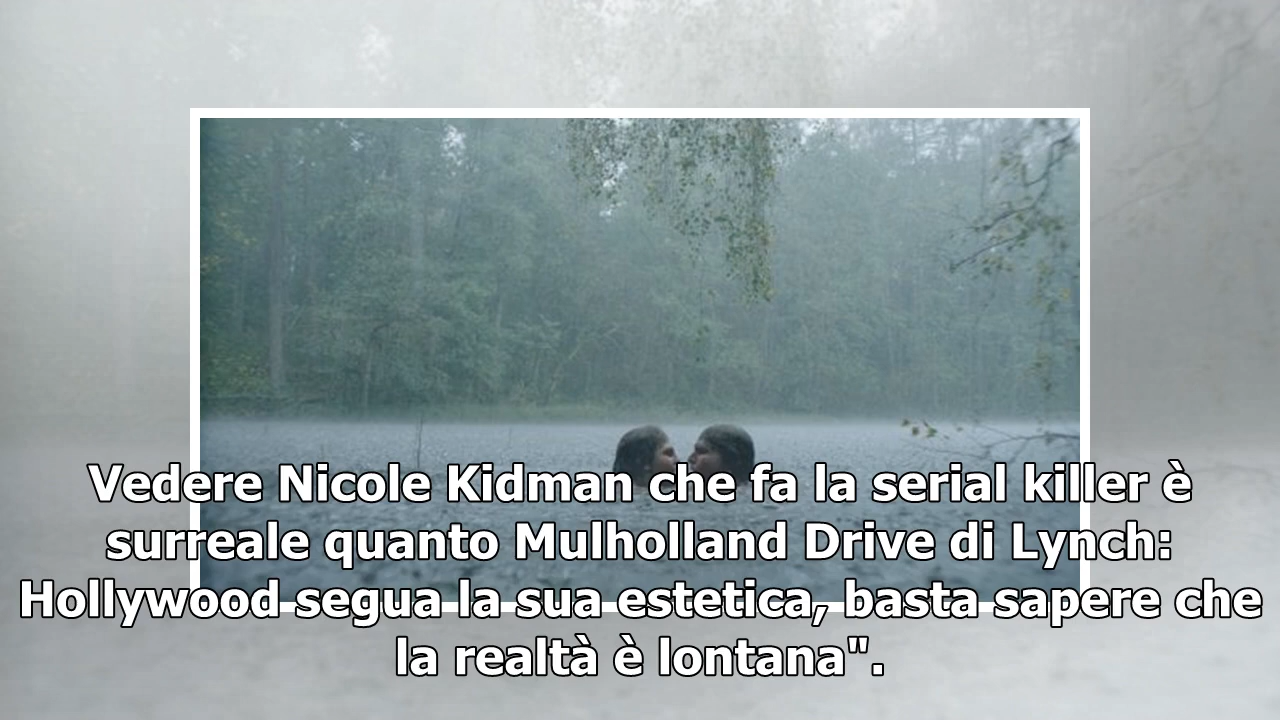 Vedere Nicole Kidman che fa la serial killer è
surreale quanto Mulholland Drive di Lynch:
Hollywood segua la sua estetica, basta sapere che
la realtà è lontana".